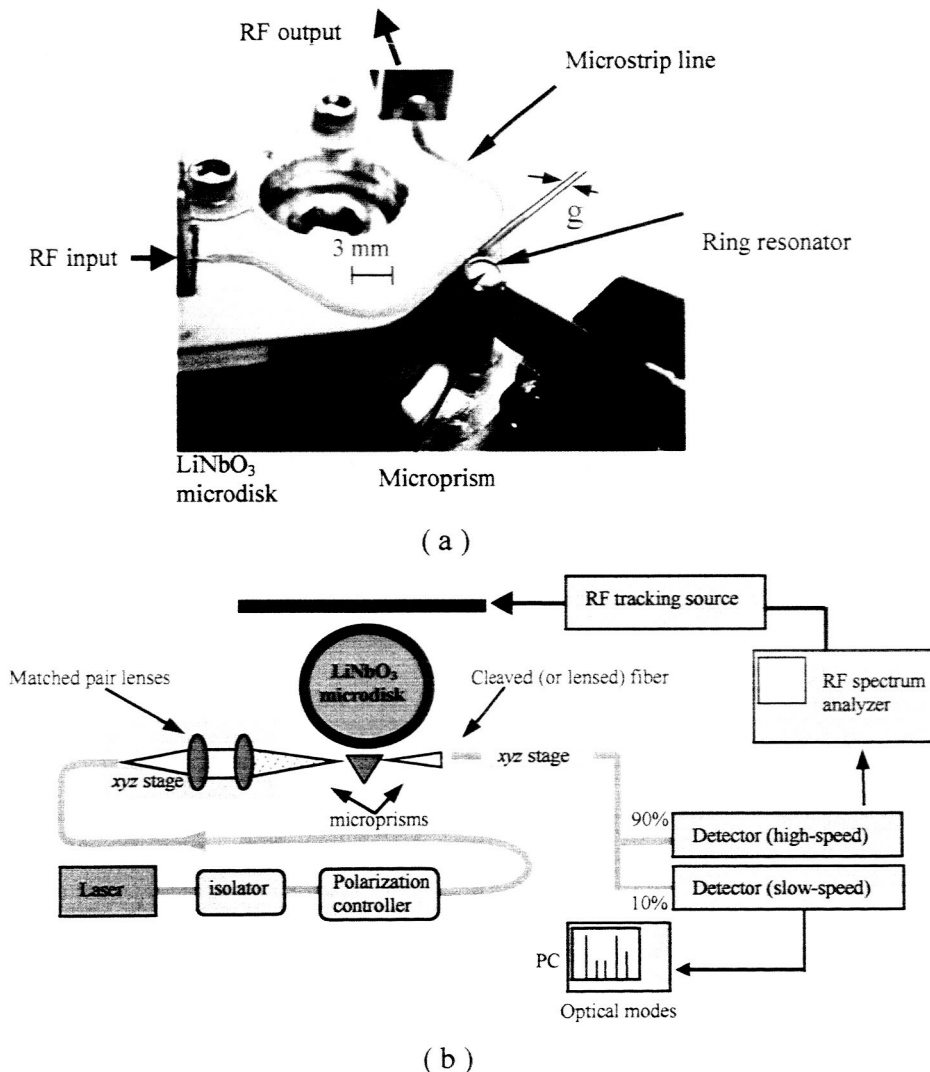 RF output
Microstrip line
g
Ring resonator
RF input
3 mm
LiNbO₃
microdisk
Microprism
( a )
RF tracking source
LiNbO₃
microdisk
Matched pair lenses
Cleaved (or lensed) fiber
RF spectrum
analyzer
xyz stage
xyz stage
microprisms
90%
Detector (high-speed)
Laser
isolator
Polarization
controller
Detector (slow-speed)
10%
PC
Optical modes
( b )